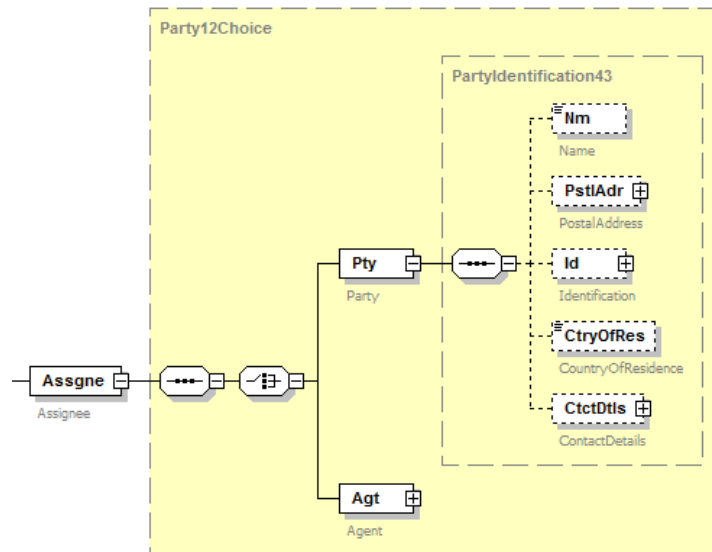 Party12Choice
PartyIdentification43
Nm
Name
PstlAdr
PostalAddress
Pty
Party
Id
Identification
CtryOfRes
CountryOfResidence
Assgne
Assignee
CtctDtls
ContactDetails
Agt
Agent